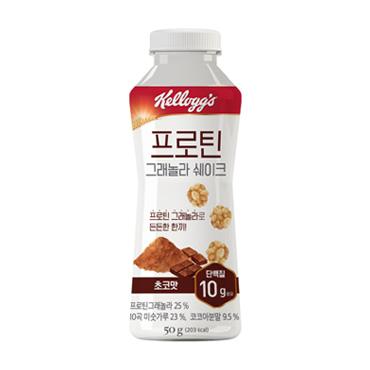 Kellogg's
프로틴
그래놀라 쉐이크
프로틴 그래놀라로
든든한 한끼!
단백질
10g
초코맛
프로틴그래놀라 25%
10곡 미숫가루 23%, 코코아분말 9.5%
50g (203 kcal)